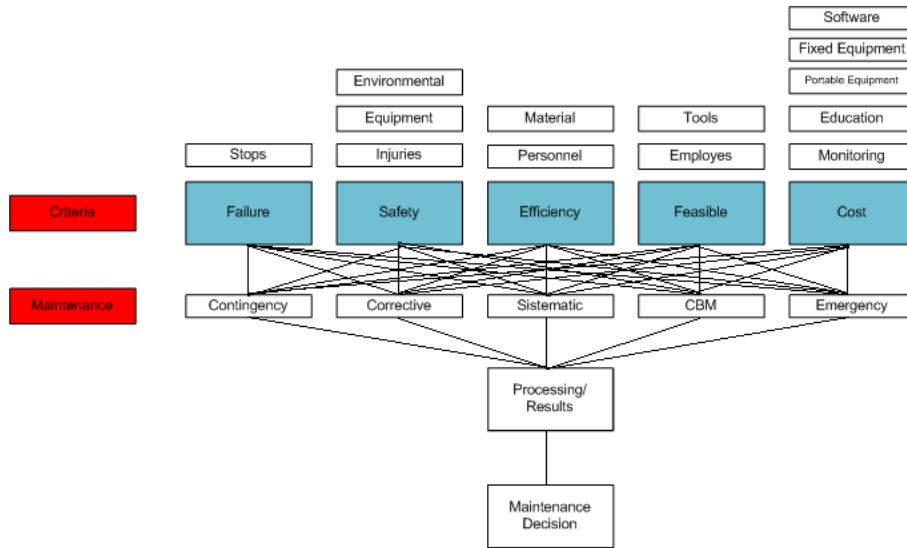 Software
Fixed Equipment
Environmental
Portable Equipment
Equipment
Material
Tools
Education
Stops
Injuries
Personnel
Employes
Monitoring
Criteria
Failure
Safety
Efficiency
Feasible
Cost
Maintenance
Contingency
Corrective
Sistematic
CBM
Emergency
Processing/
Results
Maintenance
Decision